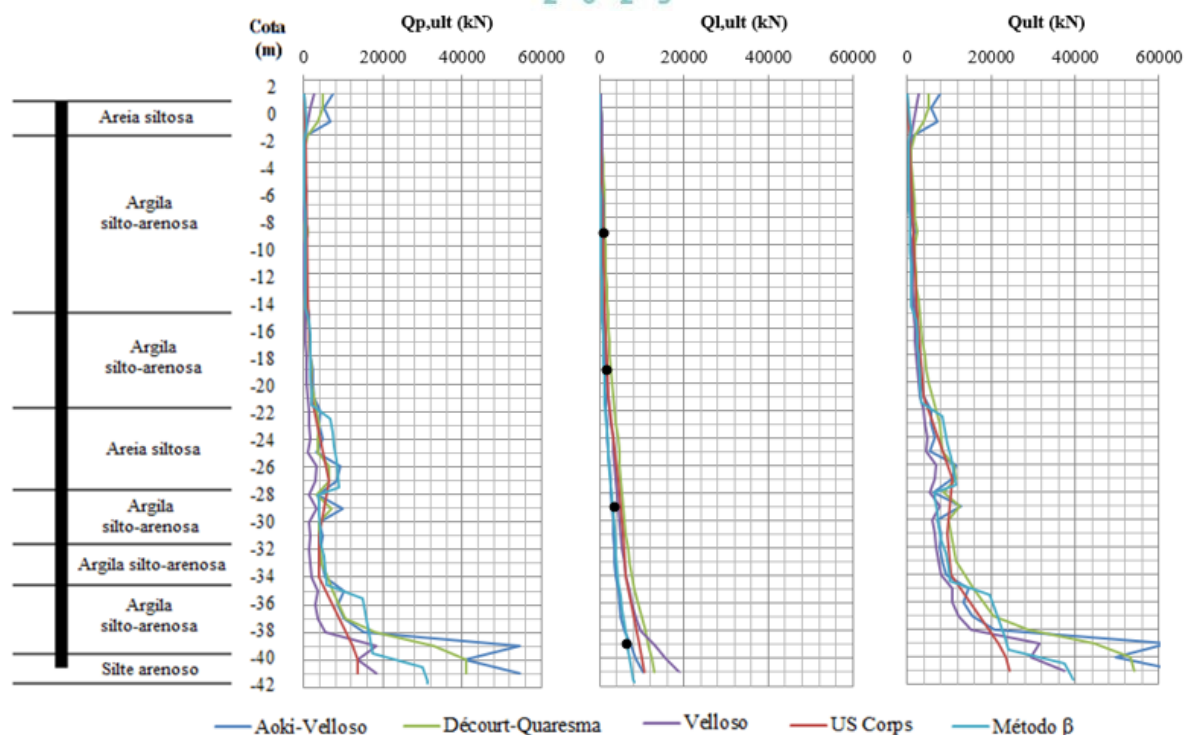 Qp,ult (kN)
Ql,ult (kN)
Qult (kN)
Cota
(m)
0 20000 40000 60000
0 20000 40000 60000
0 20000 40000 60000
2
0
-2
-4
-6
-8
-10
-12
-14
-16
-18
-20
-22
-24
-26
-28
-30
-32
-34
-36
-38
-40
-42
Areia siltosa
Argila
silto-arenosa
Argila
silto-arenosa
Areia siltosa
Argila
silto-arenosa
Argila silto-arenosa
Argila
silto-arenosa
Silte arenoso
Aoki-Velloso
Décourt-Quaresma
Velloso
US Corps
Método β